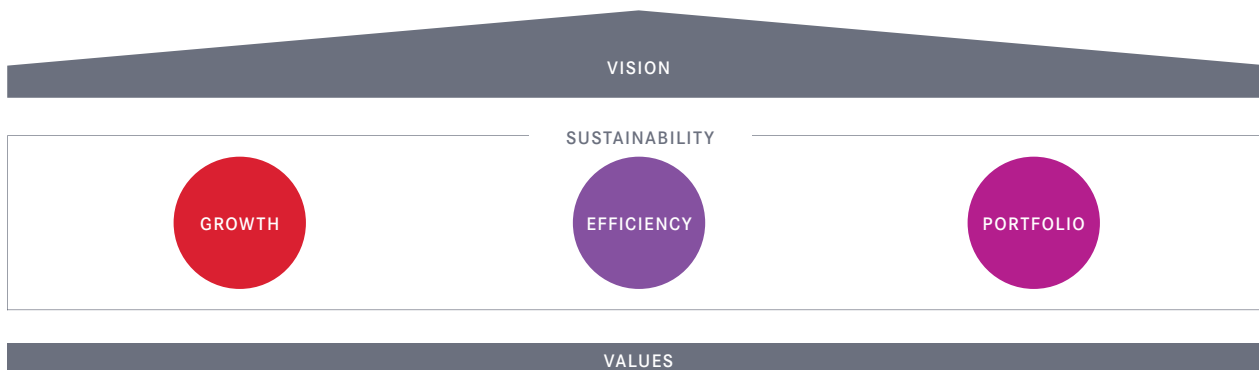 VISION
SUSTAINABILITY
GROWTH
EFFICIENCY
PORTFOLIO
VALUES